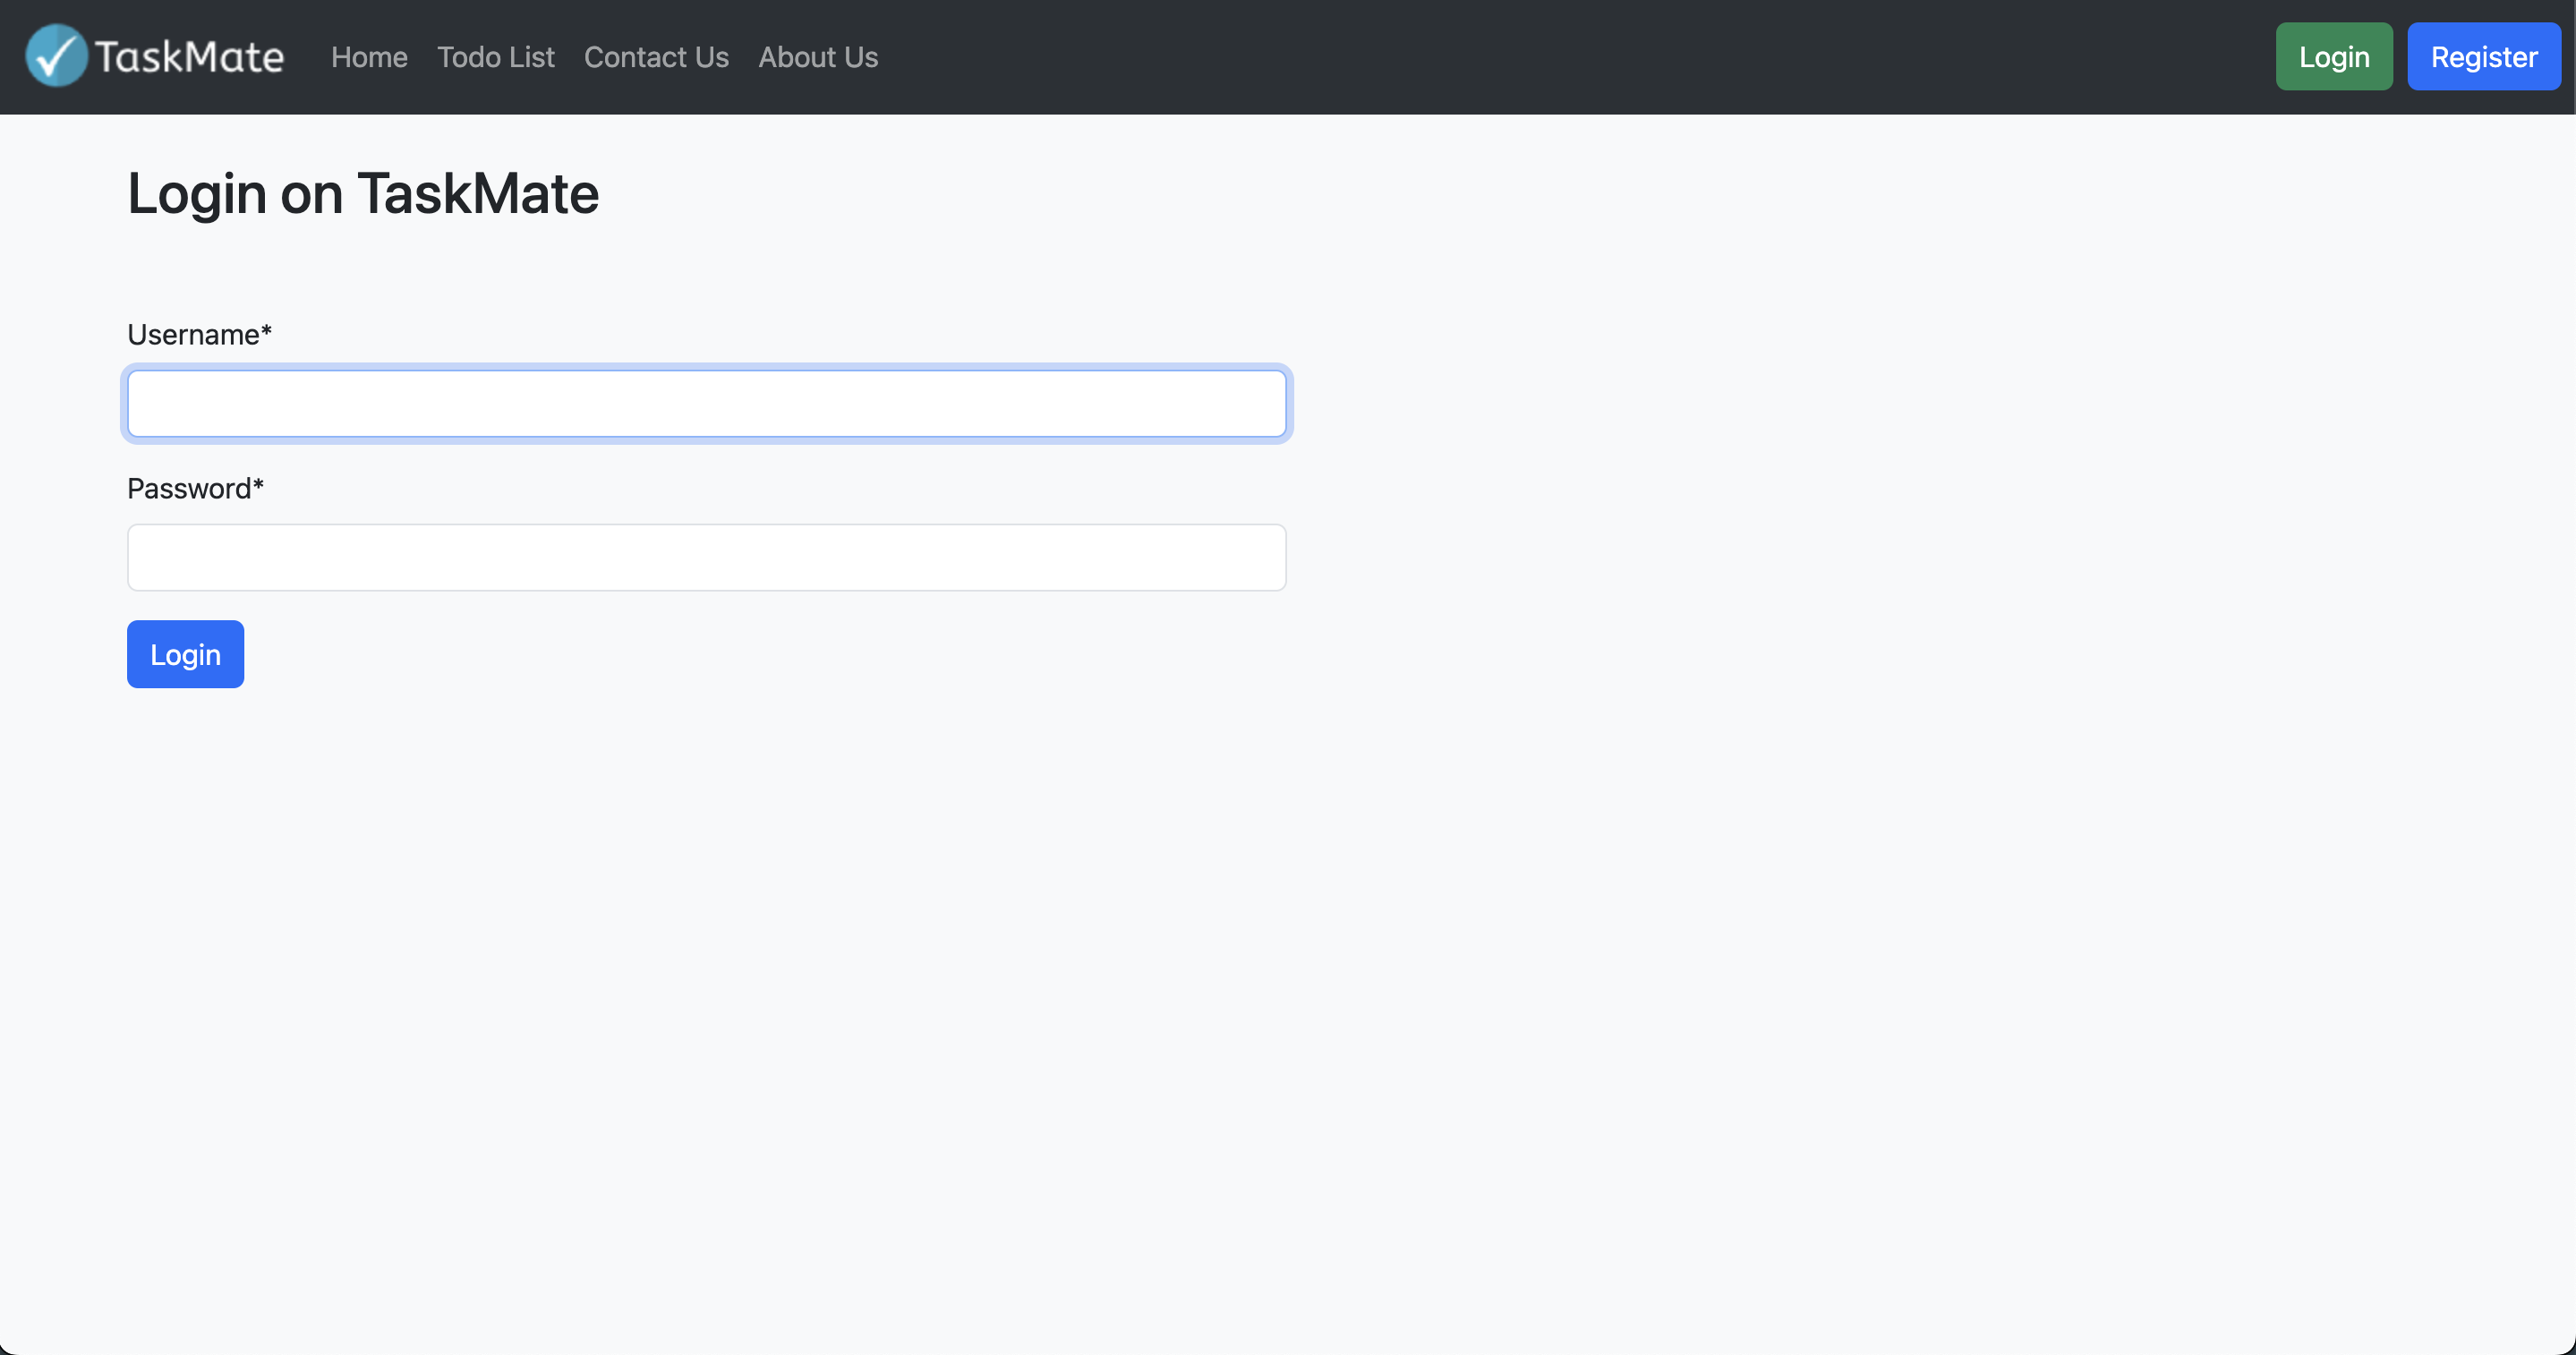 TaskMate Home Todo List Contact Us About Us Login Register
Login on TaskMate
Username*
Password*
Login